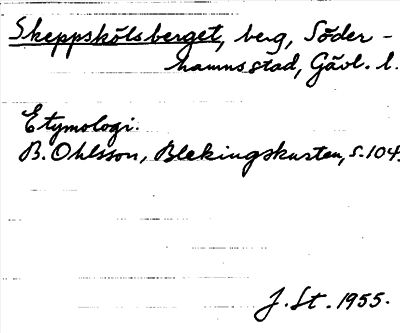 Skeppskölsberget, berg, Söder-
hamns stad, Gävl. l.
Etymologi:
B. Ohlsson, Blekingskusten, s. 104.
J. St. 1955.